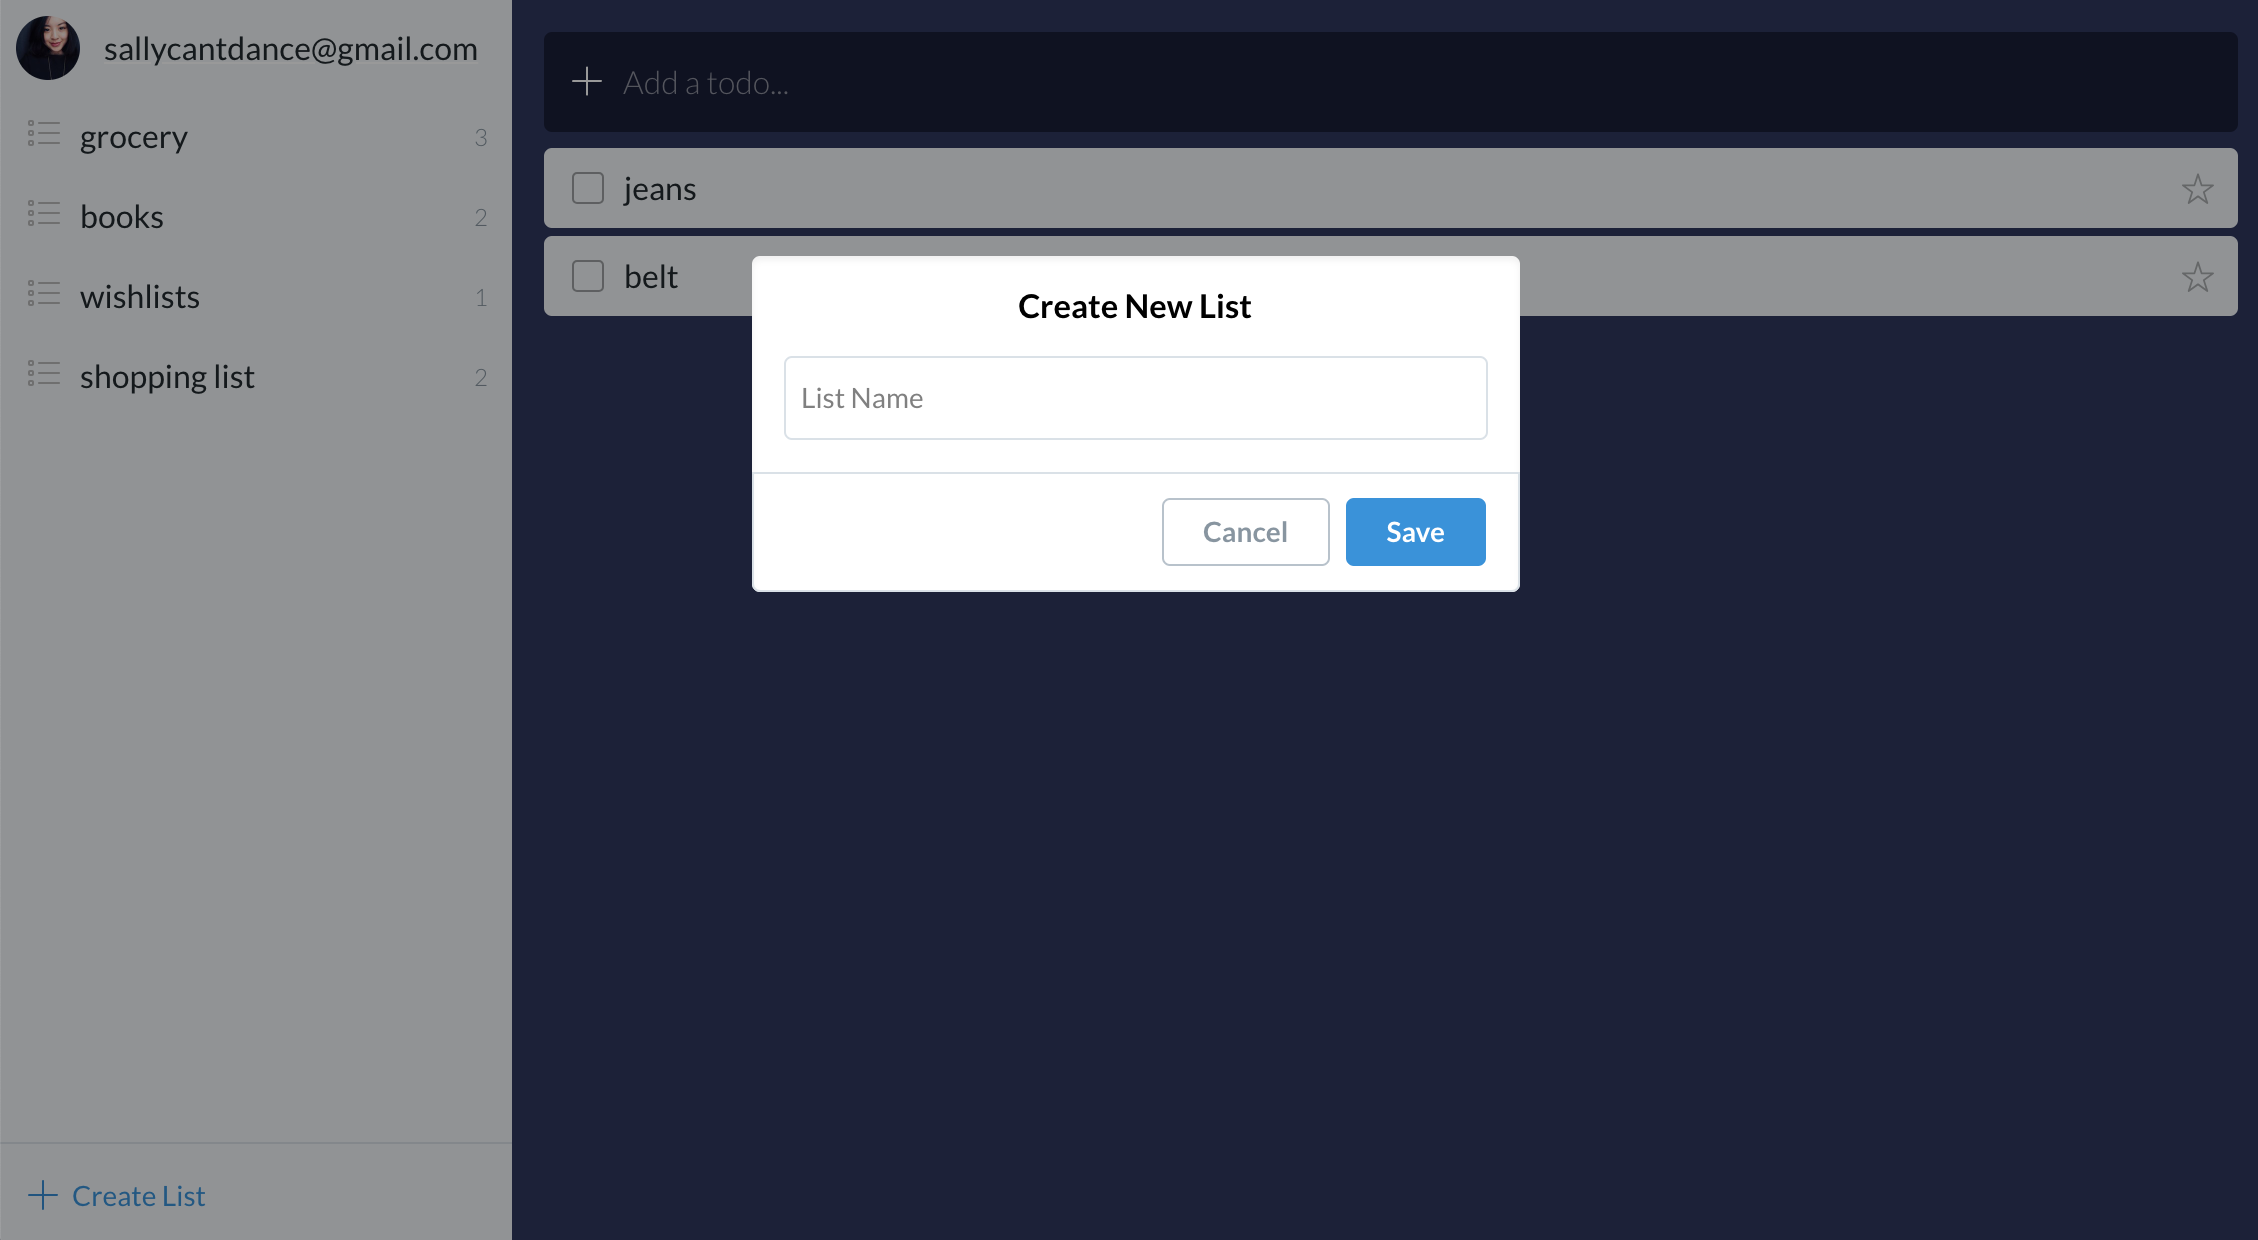 sallycantdance@gmail.com
grocery 3
books 2
wishlists 1
shopping list 2
Create List
Add a todo...
jeans
belt
Create New List
List Name
Cancel Save